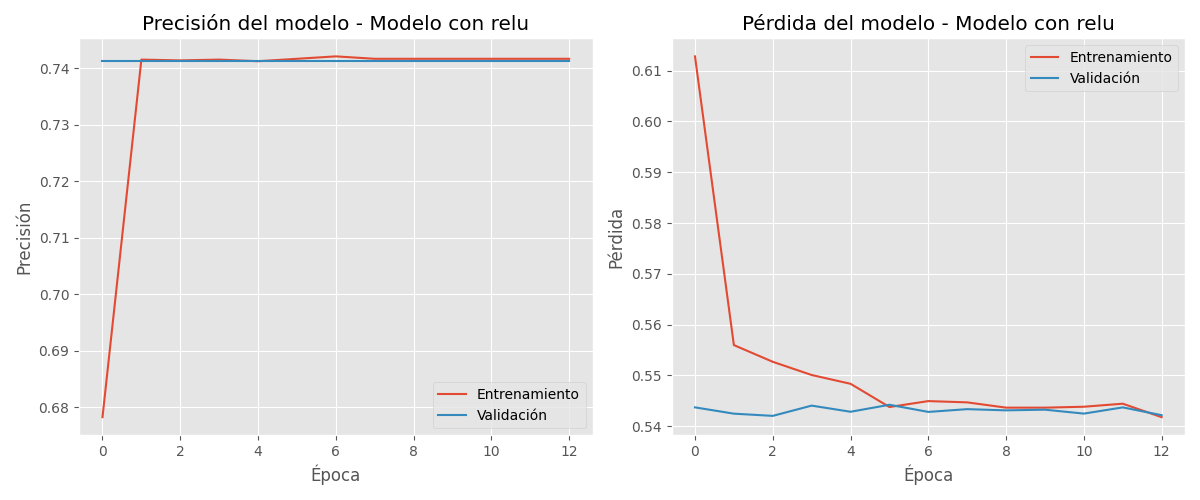 Precisión del modelo - Modelo con relu
Precisión
0.74
0.73
0.72
0.71
0.70
0.69
0.68
0 2 4 6 8 10 12
Época
Entrenamiento
Validación
Pérdida del modelo - Modelo con relu
Pérdida
0.61
0.60
0.59
0.58
0.57
0.56
0.55
0.54
0 2 4 6 8 10 12
Época
Entrenamiento
Validación